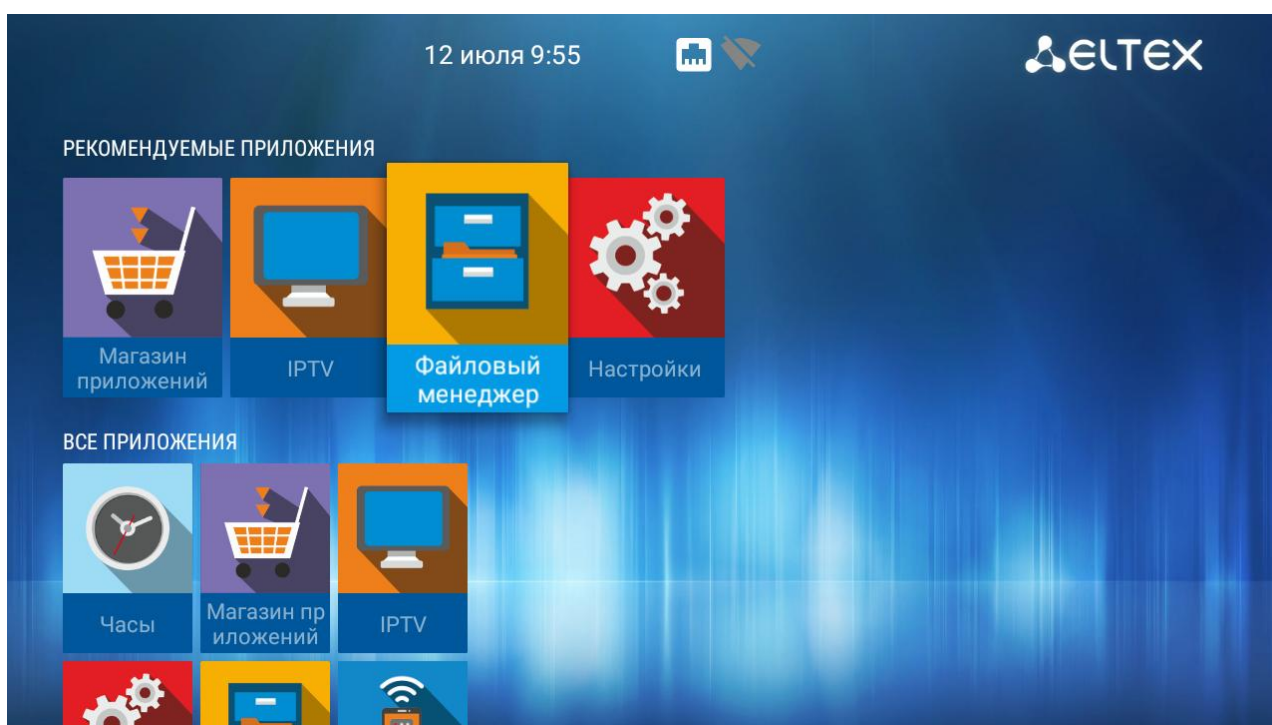 12 июля 9:55
ELTEX
РЕКОМЕНДУЕМЫЕ ПРИЛОЖЕНИЯ
Магазин
приложений
IPTV
Файловый
менеджер
Настройки
ВСЕ ПРИЛОЖЕНИЯ
Часы
Магазин пр
иложений
IPTV